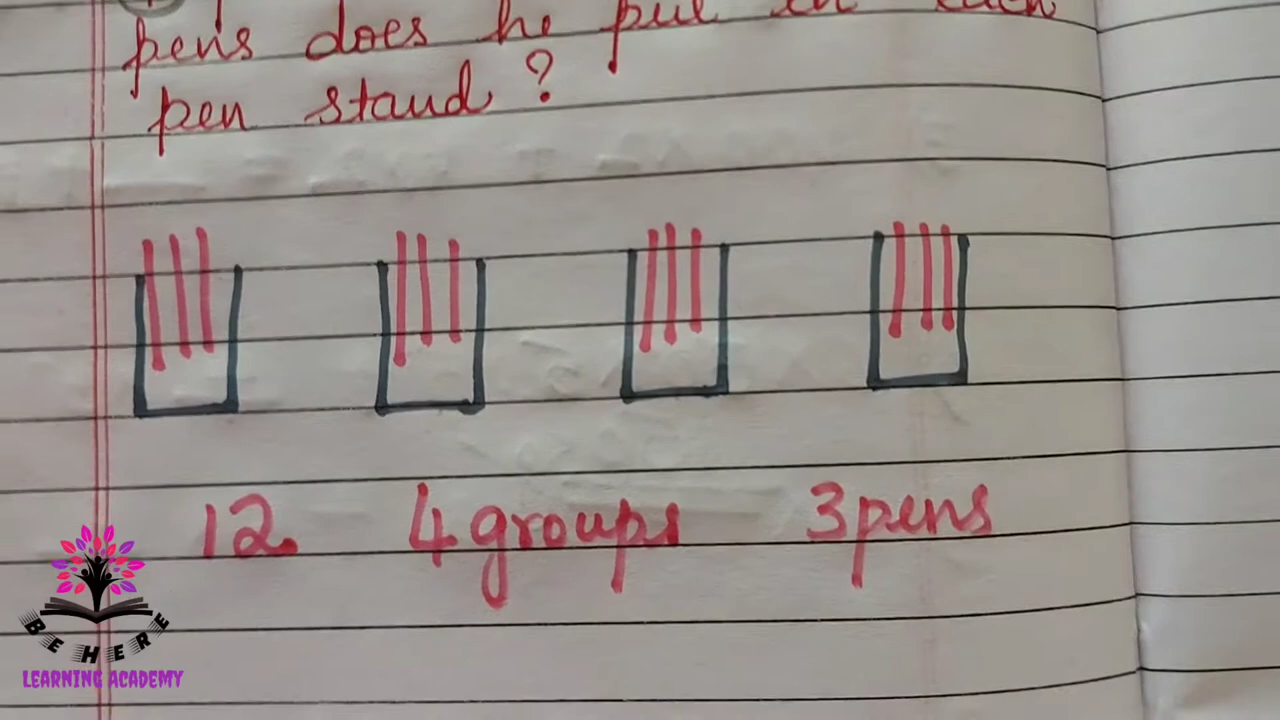 pens does he put in each
pen stand ?
12 4 groups 3 pens
BE HERE
LEARNING ACADEMY